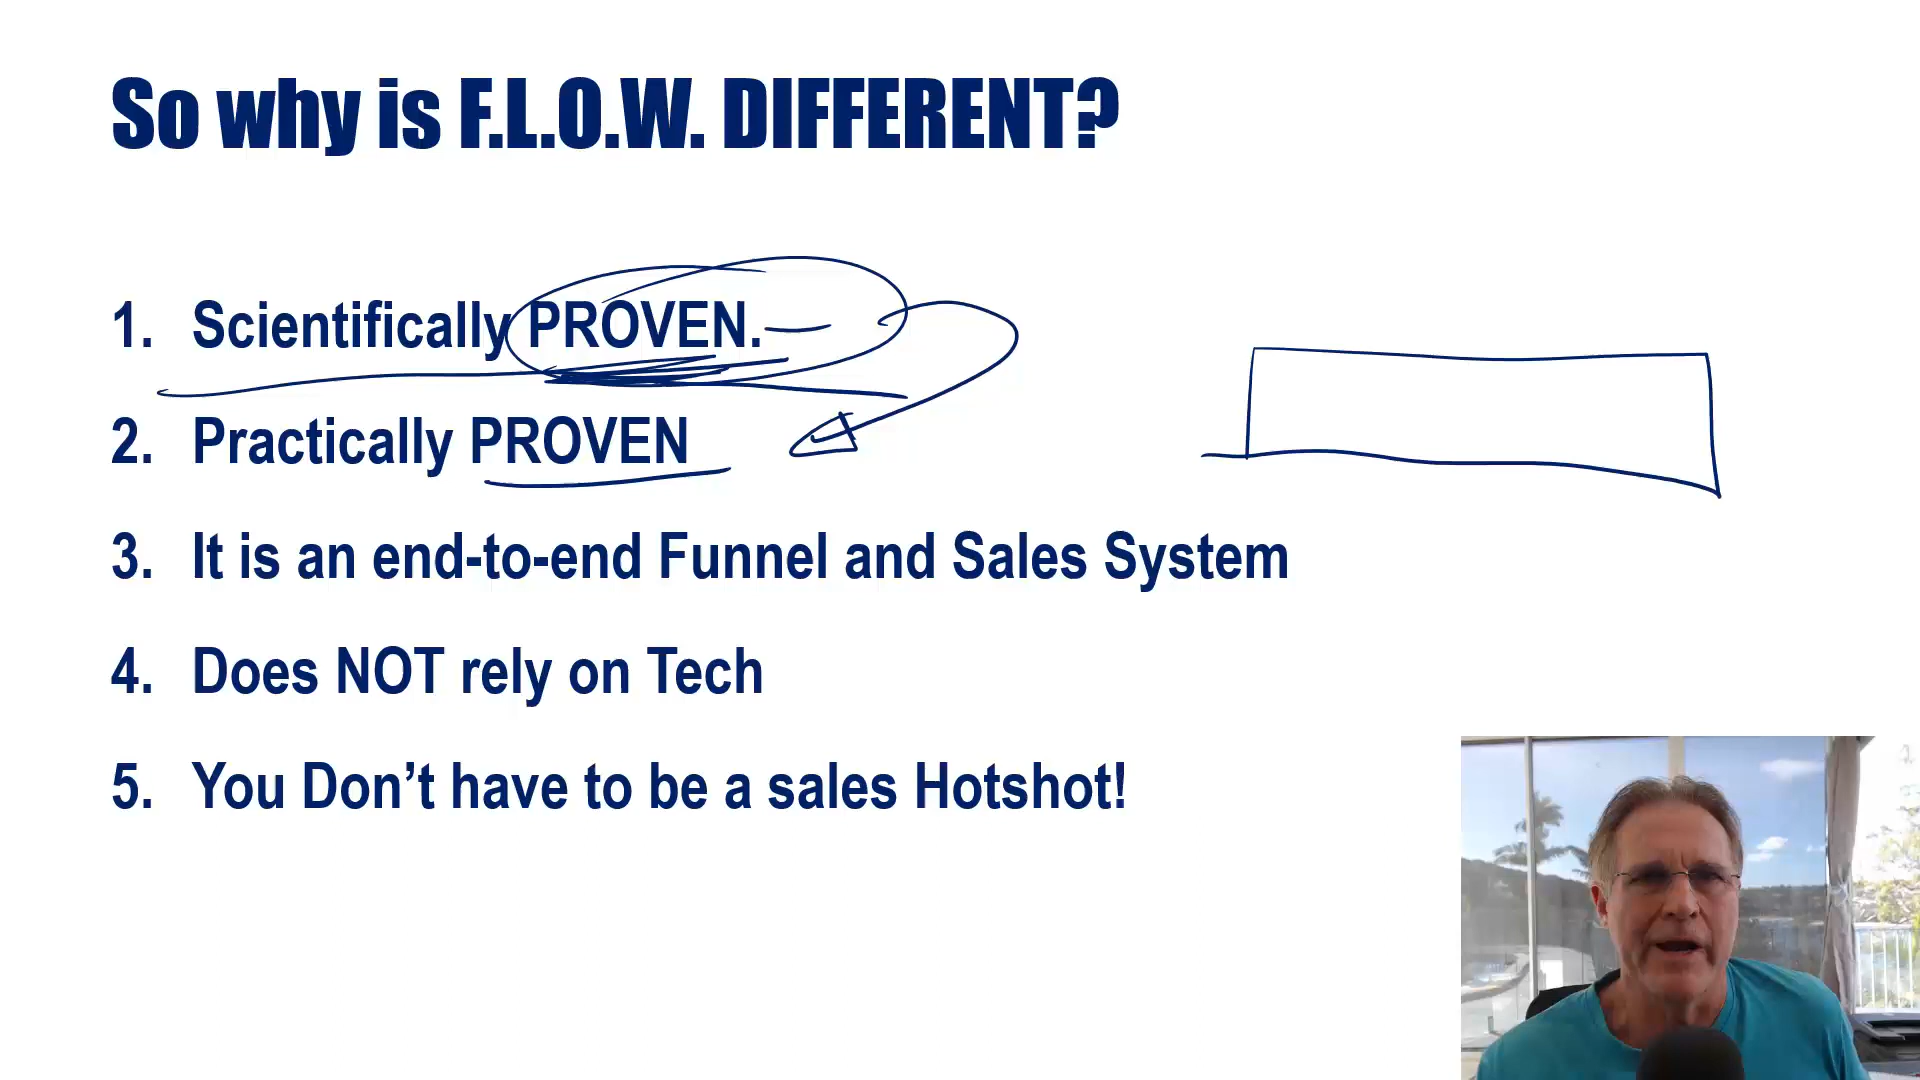 So why is F.L.O.W. DIFFERENT?
1. Scientifically PROVEN.
2. Practically PROVEN
3. It is an end-to-end Funnel and Sales System
4. Does NOT rely on Tech
5. You Don’t have to be a sales Hotshot!